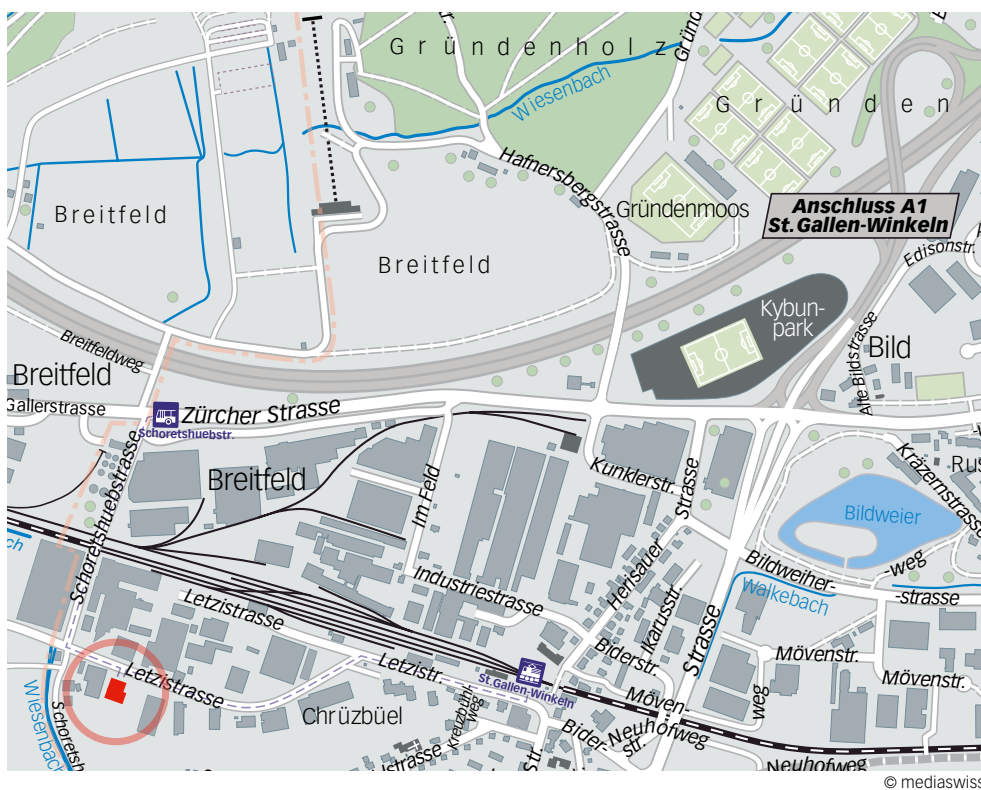 Gründenholz
Wiesenbach
Gründen
Hafnersbergstrasse
Gründenmoos
Anschluss A1
St.Gallen-Winkeln
Breitfeld
Breitfeld
Edisonstr.
Kybun-
park
Breitfeldweg
Alte Bildstrasse
Bild
Breitfeld
Gallerstrasse
Zürcher Strasse
Schoretshuebstr.
Schoretshuebstrasse
Breitfeld
Im Feld
Kunklerstr.
Strasse
Kräzernstrasse
Bildweier
Industriestrasse
Herisauer
Bildweiher-
-weg
-strasse
Walkebach
Letzistrasse
Ikarusstr.
Strasse
Biderstr.
Mövenstr.
Letzistrasse
Letzistr.
St.Gallen-Winkeln
Möven-
weg
Mövenstr.
Wiesenbach
Chrüzbüel
kreuzbühl-
weg
Bider-
str.
Neuhofweg
Neuhofweg
© mediaswiss